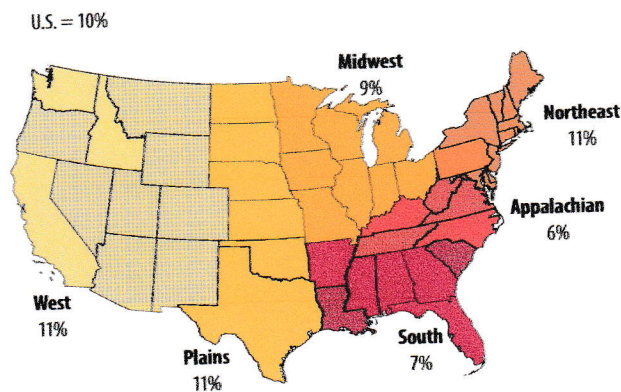 U.S. = 10%
Midwest
9%
Northeast
11%
Appalachian
6%
West
11%
Plains
11%
South
7%